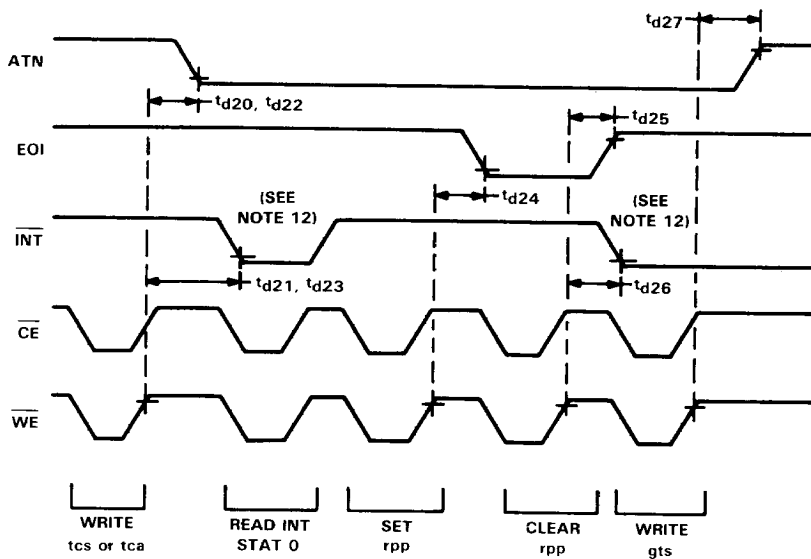 td27
ATN
td20, td22
td25
EOI
(SEE
NOTE 12)
td24
(SEE
NOTE 12)
INT
td21, td23
td26
CE
WE
WRITE
tcs or tca
READ INT
STAT 0
SET
rpp
CLEAR
rpp
WRITE
gts